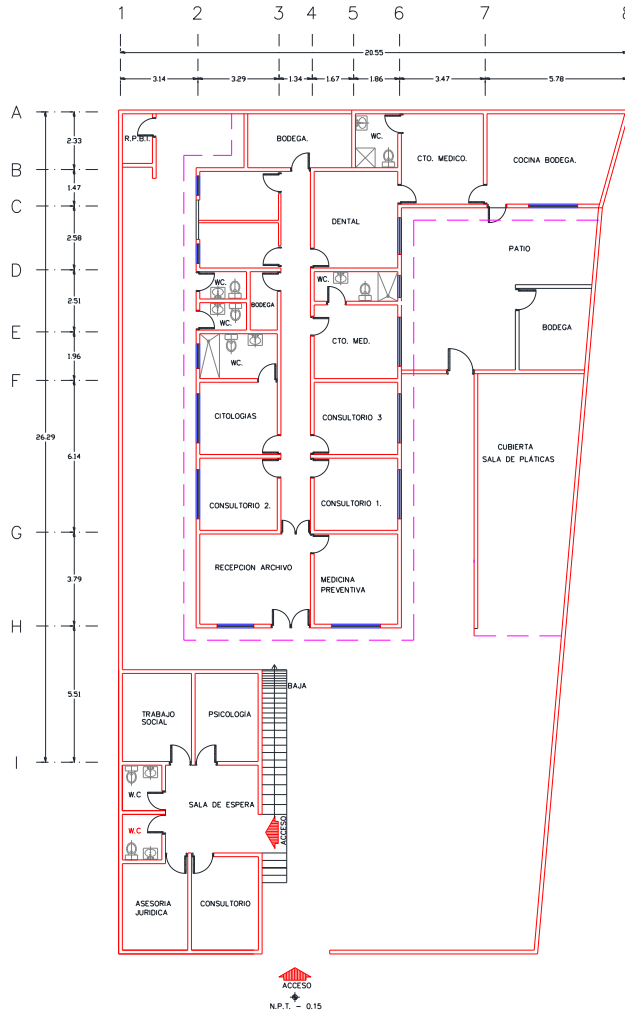 1 2 3 4 5 6 7 8
20.55
3.14 3.29 1.34 1.67 1.86 3.47 5.78
A
B
C
D
E
F
G
H
I
2.33
1.47
2.58
2.51
1.96
26.29
6.14
3.79
5.51
R.P.B.I.
BODEGA.
WC.
CTO. MEDICO.
COCINA BODEGA.
DENTAL
PATIO
WC.
WC.
BODEGA
WC.
WC.
CTO. MED.
BODEGA
CITOLOGIAS
CONSULTORIO 3
CUBIERTA
SALA DE PLÁTICAS
CONSULTORIO 2.
CONSULTORIO 1.
RECEPCION ARCHIVO
MEDICINA
PREVENTIVA
BAJA
TRABAJO
SOCIAL
PSICOLOGÍA
W.C
SALA DE ESPERA
W.C
ACCESO
ASESORIA
JURIDICA
CONSULTORIO
ACCESO
N.P.T. - 0.15